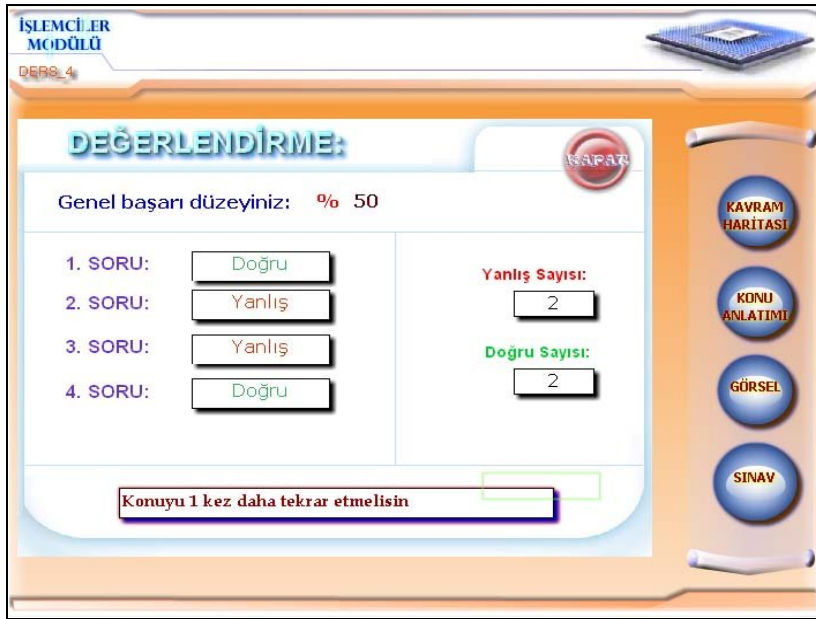 İŞLEMCİLER
MODÜLÜ
DERS_4
DEĞERLENDİRME:
KAPAT
Genel başarı düzeyiniz: % 50
1. SORU: Doğru
2. SORU: Yanlış
3. SORU: Yanlış
4. SORU: Doğru
Yanlış Sayısı:
2
Doğru Sayısı:
2
Konuyu 1 kez daha tekrar etmelisin
KAVRAM
HARİTASI
KONU
ANLATIMI
GÖRSEL
SINAV